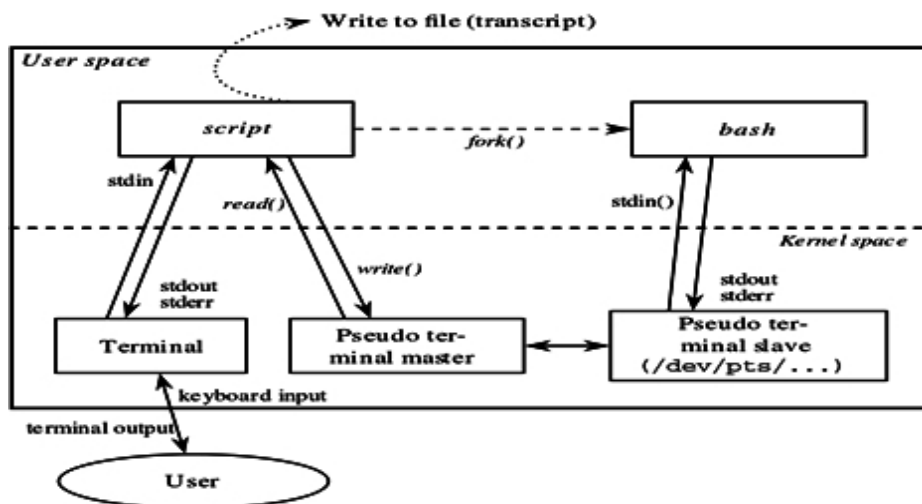 Write to file (transcript)
User space
script
bash
fork()
stdin
read()
stdin()
Kernel space
write()
stdout
stderr
stdout
stderr
Terminal
Pseudo ter-
minal master
Pseudo ter-
minal slave
(/dev/pts/...)
keyboard input
terminal output
User